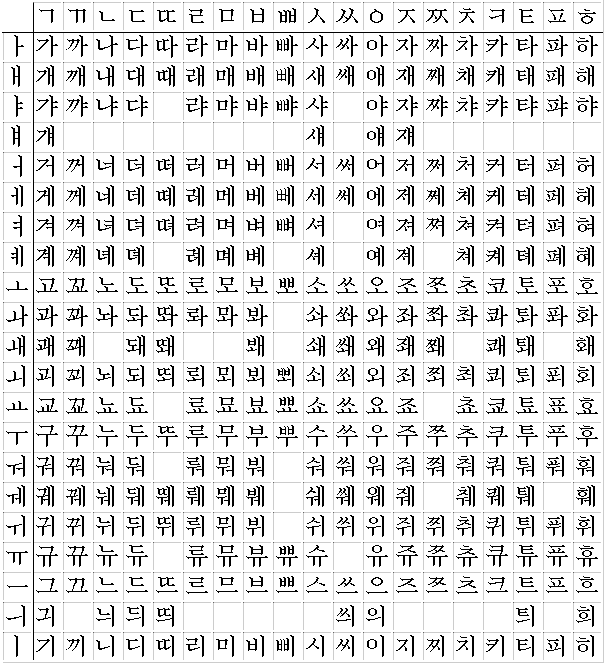 ㄱ ㄲ ㄴ ㄷ ㄸ ㄹ ㅁ ㅂ ㅃ ㅅ ㅆ ㅇ ㅈ ㅉ ㅊ ㅋ ㅌ ㅍ ㅎ
ㅏ 가 까 나 다 따 라 마 바 빠 사 싸 아 자 짜 차 카 타 파 하
ㅐ 개 깨 내 대 때 래 매 배 빼 새 쌔 애 재 째 채 캐 태 패 해
ㅑ 갸 꺄 냐 댜 랴 먀 뱌 뺘 샤 야 쟈 쨔 챠 캬 탸 퍄 햐
ㅒ 걔 섀 얘 쟤
ㅓ 거 꺼 너 더 떠 러 머 버 뻐 서 써 어 저 쩌 처 커 터 퍼 허
ㅔ 게 께 네 데 떼 레 메 베 뻬 세 쎄 에 제 쩨 체 케 테 페 헤
ㅕ 겨 껴 녀 뎌 뗘 려 며 벼 뼈 셔 여 져 쪄 쳐 켜 텨 펴 혀
ㅖ 계 꼐 녜 뎨 례 몌 볘 셰 예 졔 쳬 켸 톄 폐 혜
ㅗ 고 꼬 노 도 또 로 모 보 뽀 소 쏘 오 조 쪼 초 코 토 포 호
ㅘ 과 꽈 놔 돠 똬 롸 뫄 봐 솨 쏴 와 좌 쫘 촤 콰 톼 퐈 화
ㅙ 괘 꽤 돼 뙈 봬 쇄 쐐 왜 좨 쫴 쾌 퇘 홰
ㅚ 괴 꾀 뇌 되 뙤 뢰 뫼 뵈 뾔 쇠 쐬 외 죄 쬐 최 쾨 퇴 푀 회
ㅛ 교 꾜 뇨 됴 료 묘 뵤 뾰 쇼 쑈 요 죠 쵸 쿄 툐 표 효
ㅜ 구 꾸 누 두 뚜 루 무 부 뿌 수 쑤 우 주 쭈 추 쿠 투 푸 후
ㅝ 궈 꿔 눠 둬 뤄 뭐 붜 숴 쒀 워 줘 쭤 춰 쿼 퉈 풔 훠
ㅞ 궤 꿰 눼 뒈 뛔 뤠 뭬 붸 쉐 쒜 웨 줴 췌 퀘 퉤 훼
ㅟ 귀 뀌 뉘 뒤 뛰 뤼 뮈 뷔 쉬 쒸 위 쥐 쮜 취 퀴 튀 퓌 휘
ㅠ 규 뀨 뉴 듀 류 뮤 뷰 쀼 슈 유 쥬 쮸 츄 큐 튜 퓨 휴
ㅡ 그 끄 느 드 뜨 르 므 브 쁘 스 쓰 으 즈 쯔 츠 크 트 프 흐
ㅢ 긔 늬 듸 띄 씌 의 틔 희
ㅣ 기 끼 니 디 띠 리 미 비 삐 시 씨 이 지 찌 치 키 티 피 히